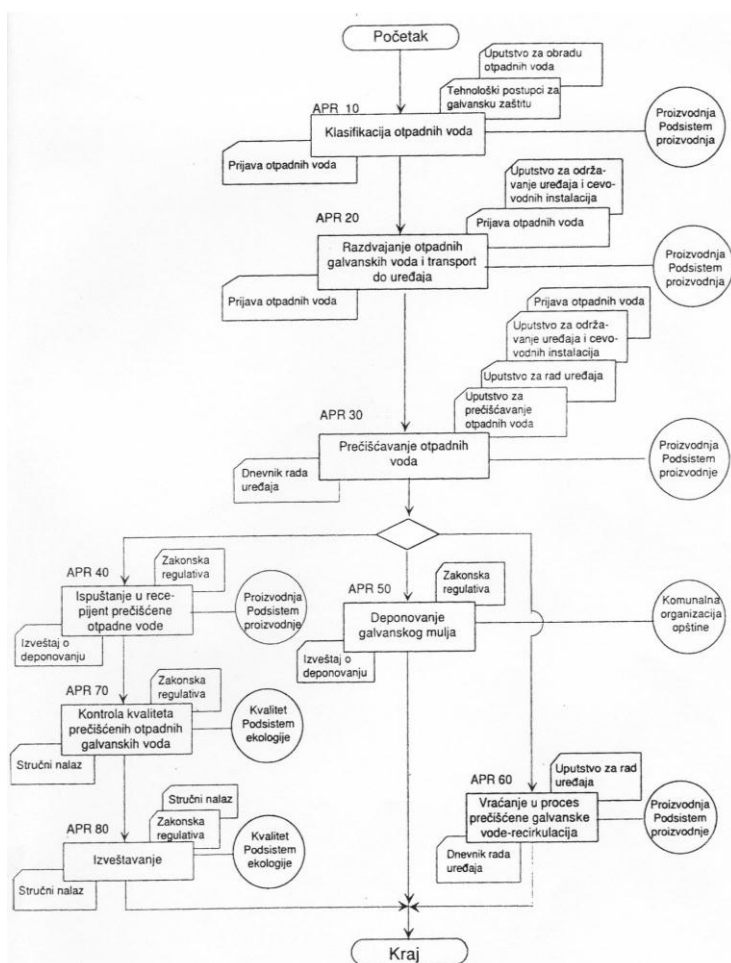 Početak
Uputstvo za obradu
otpadnih voda
Tehnološki postupci za
galvansku zaštitu
APR 10
Klasifikacija otpadnih voda
Proizvodnja
Podsistem
proizvodnja
Prijava otpadnih voda
Uputstvo za održa-
vanje uređaja i cevo-
vodnih instalacija
Prijava otpadnih voda
APR 20
Razdvajanje otpadnih
galvanskih voda i transport
do uređaja
Proizvodnja
Podsistem
proizvodnja
Prijava otpadnih voda
Prijava otpadnih voda
Uputstvo za održa-
vanje uređaja i cevo-
vodnih instalacija
Uputstvo za rad uređaja
Uputstvo za
prečišćavanje
otpadnih voda
APR 30
Prečišćavanje otpadnih
voda
Proizvodnja
Podsistem
proizvodnje
Dnevnik rada
uređaja
Zakonska
regulativa
APR 40
Ispuštanje u rece-
pijent prečišćene
otpadne vode
Proizvodnja
Podsistem
proizvodnje
Izveštaj o
deponovanju
Zakonska
regulativa
APR 50
Deponovanje
galvanskog mulja
Komunalna
organizacija
opštine
Izveštaj o
deponovanju
Zakonska
regulativa
APR 70
Kontrola kvaliteta
prečišćenih otpadnih
galvanskih voda
Kvalitet
Podsistem
ekologije
Stručni nalaz
Uputstvo za rad
uređaja
APR 60
Vraćanje u proces
prečišćene galvanske
vode-recirkulacija
Proizvodnja
Podsistem
proizvodnje
Dnevnik rada
uređaja
Stručni nalaz
Zakonska
regulativa
APR 80
Izveštavanje
Kvalitet
Podsistem
ekologije
Stručni nalaz
Kraj